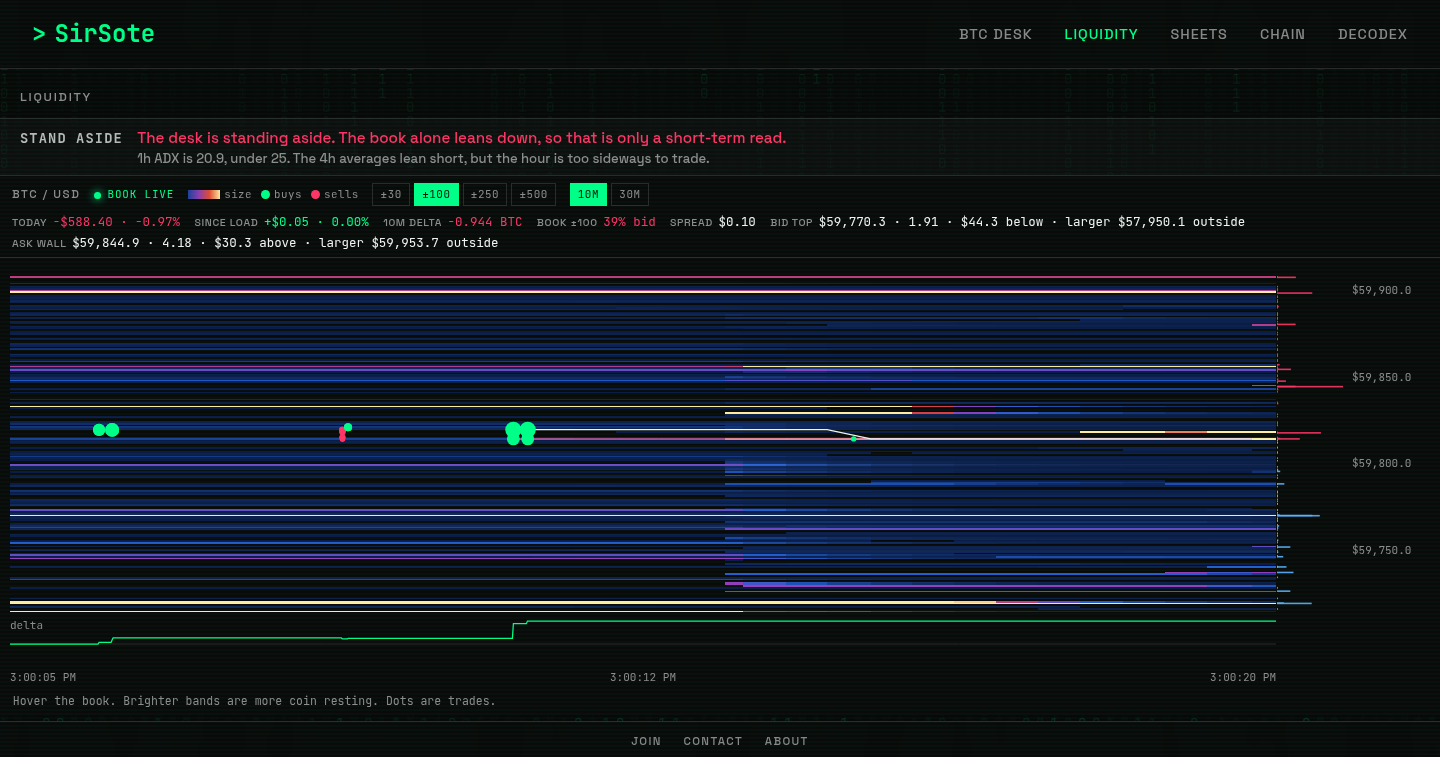 > SirSote
BTC DESK LIQUIDITY SHEETS CHAIN DECODEX
LIQUIDITY
STAND ASIDE The desk is standing aside. The book alone leans down, so that is only a short-term read.
1h ADX is 20.9, under 25. The 4h averages lean short, but the hour is too sideways to trade.
BTC / USD BOOK LIVE size buys sells ±30 ±100 ±250 ±500 10M 30M
TODAY -$588.40 · -0.97% SINCE LOAD +$0.05 · 0.00% 10M DELTA -0.944 BTC BOOK ±100 39% bid SPREAD $0.10 BID TOP $59,770.3 · 1.91 · $44.3 below · larger $57,950.1 outside
ASK WALL $59,844.9 · 4.18 · $30.3 above · larger $59,953.7 outside
$59,900.0
$59,850.0
$59,800.0
$59,750.0
delta
3:00:05 PM 3:00:12 PM 3:00:20 PM
Hover the book. Brighter bands are more coin resting. Dots are trades.
JOIN CONTACT ABOUT